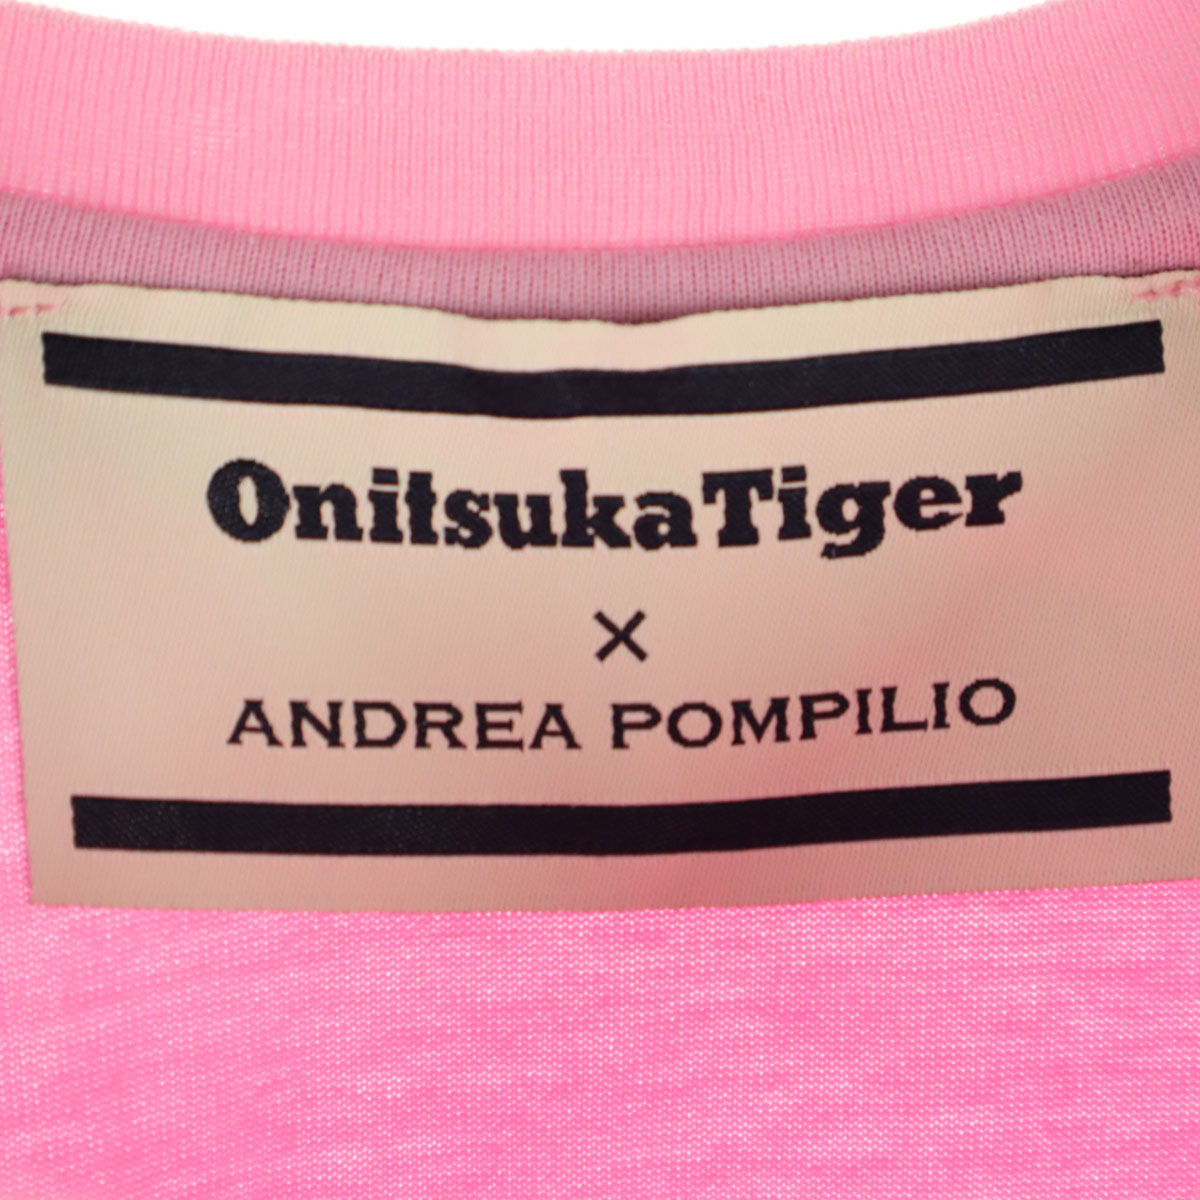 OnitsukaTiger
×
ANDREA POMPILIO